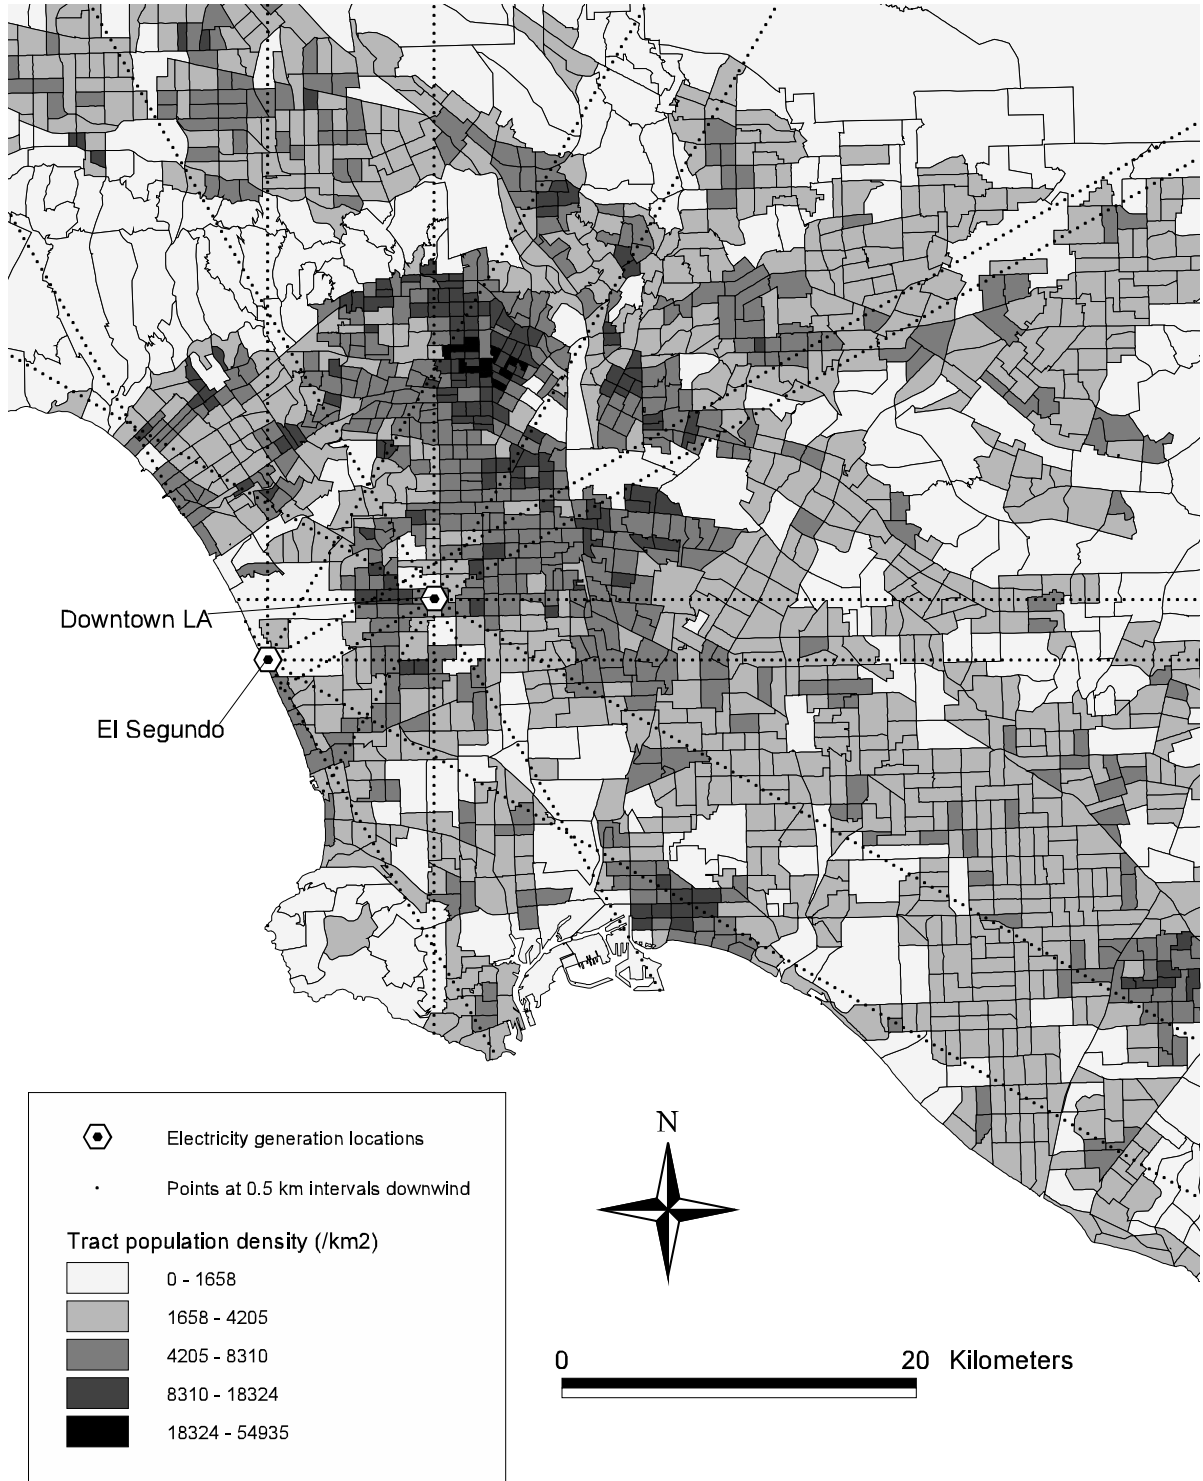 Downtown LA
El Segundo
Electricity generation locations
Points at 0.5 km intervals downwind
Tract population density (/km2)
0 - 1658
1658 - 4205
4205 - 8310
8310 - 18324
18324 - 54935
N
0 20 Kilometers